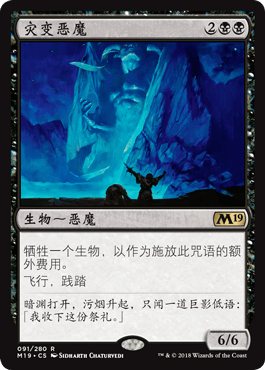 灾变恶魔 2
生物～恶魔 M19
牺牲一个生物，以作为施放此咒语的额
外费用。
飞行，践踏
暗渊打开，污烟升起，只闻一道巨影低语：
「我收下这份祭礼。」
6/6
091/280 R
M19 • CS SIDHARTH CHATURVEDI
™ & © 2018 Wizards of the Coast